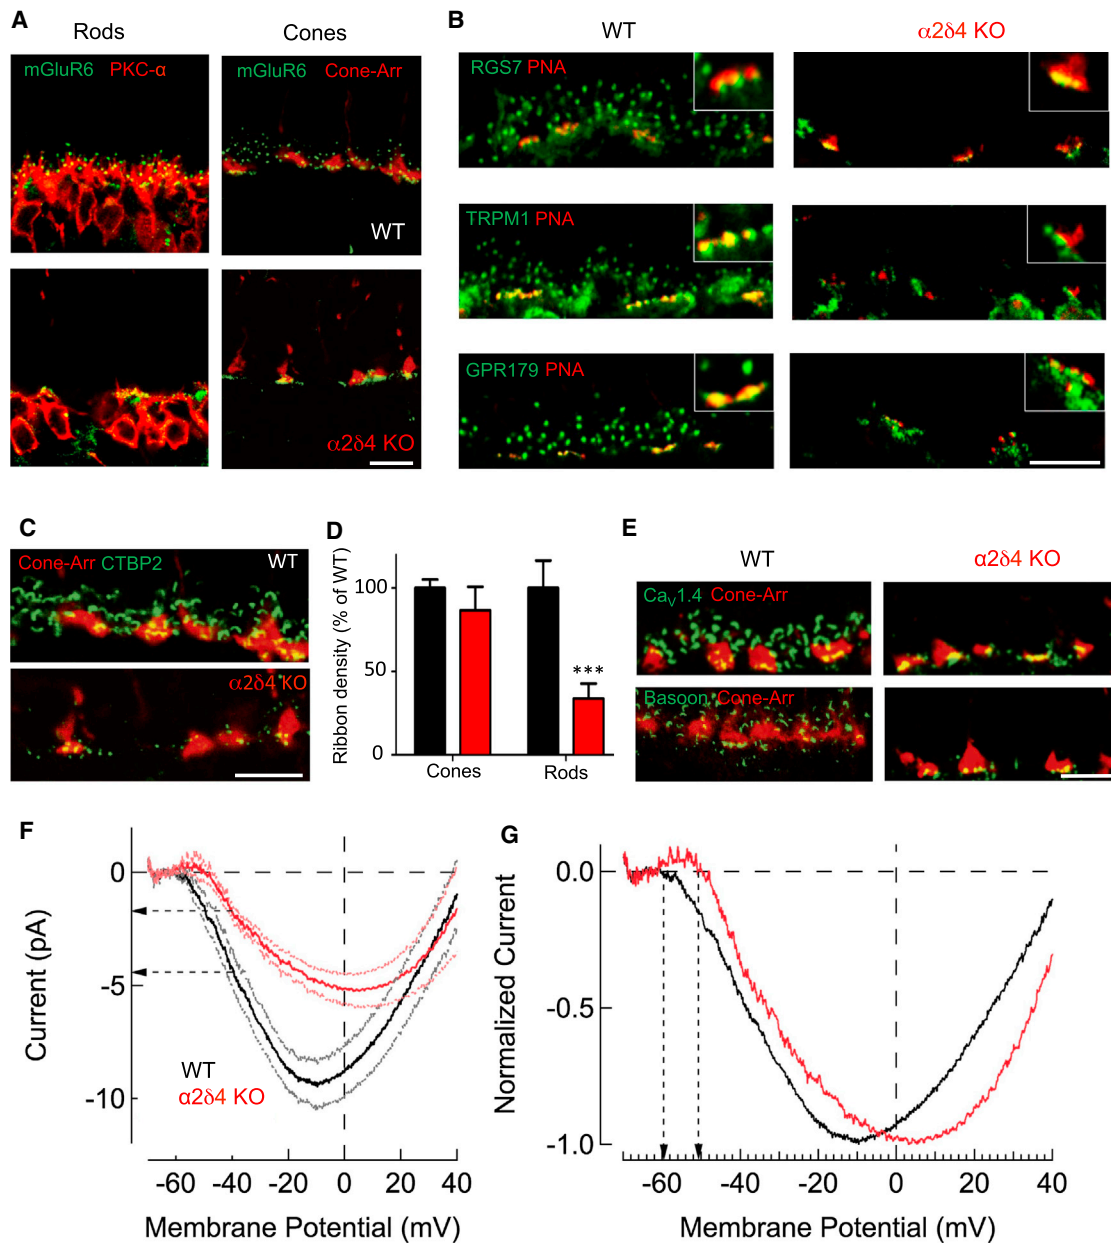 A
Rods
Cones
mGluR6 PKC-α
mGluR6 Cone-Arr
WT
α2δ4 KO
B
WT
α2δ4 KO
RGS7 PNA
TRPM1 PNA
GPR179 PNA
C
Cone-Arr CTBP2
WT
α2δ4 KO
D
Ribbon density (% of WT)
100
50
0
***
Cones
Rods
E
WT
α2δ4 KO
CaV1.4 Cone-Arr
Basoon Cone-Arr
F
Current (pA)
0
-5
-10
WT
α2δ4 KO
-60 -40 -20 0 20 40
Membrane Potential (mV)
G
Normalized Current
0.0
-0.5
-1.0
-60 -40 -20 0 20 40
Membrane Potential (mV)